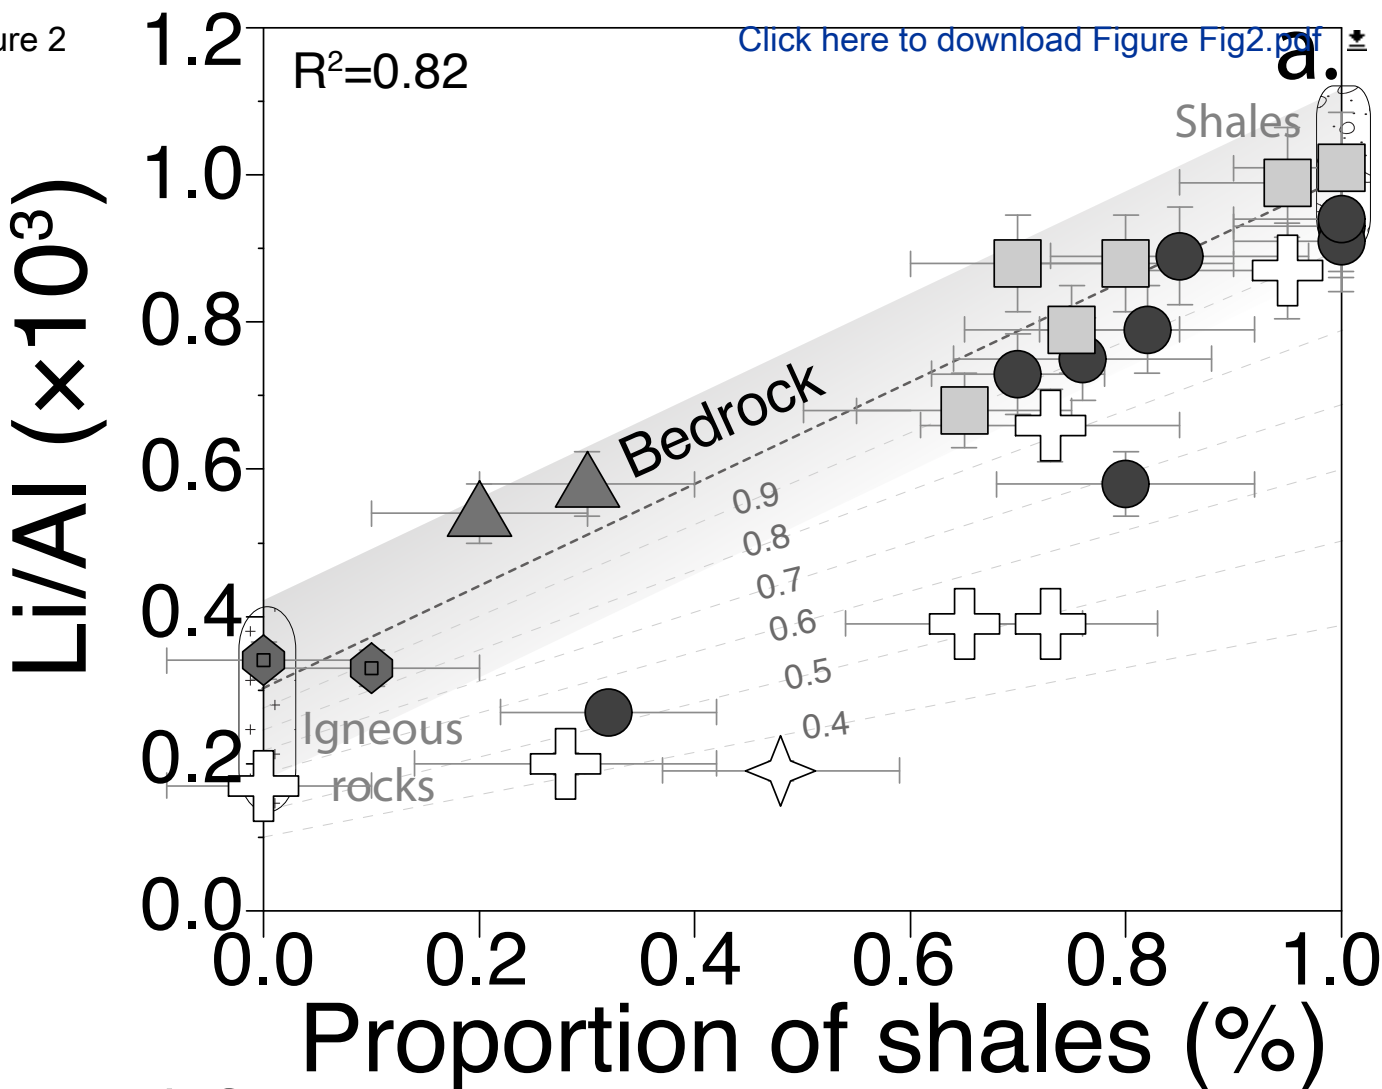 ure 2
Click here to download Figure Fig2.pdf
a.
R²=0.82
1.2
1.0
0.8
0.6
0.4
0.2
0.0
Li/Al (×10³)
Shales
Bedrock
0.9
0.8
0.7
0.6
0.5
0.4
Igneous
rocks
0.0 0.2 0.4 0.6 0.8 1.0
Proportion of shales (%)